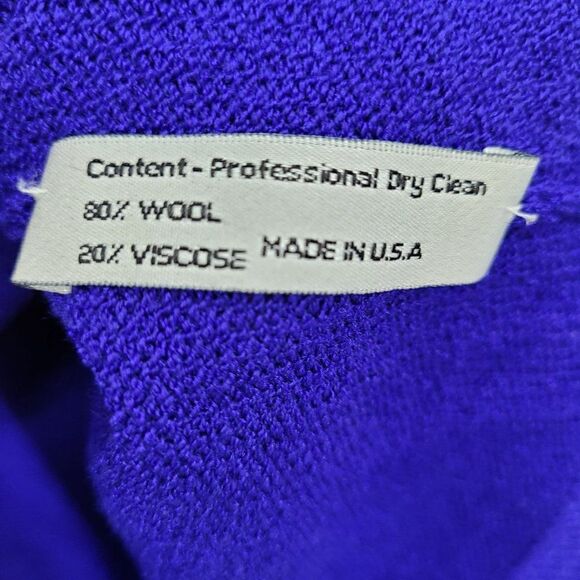 Content - Professional Dry Clean
80% WOOL
20% VISCOSE MADE IN U.S.A